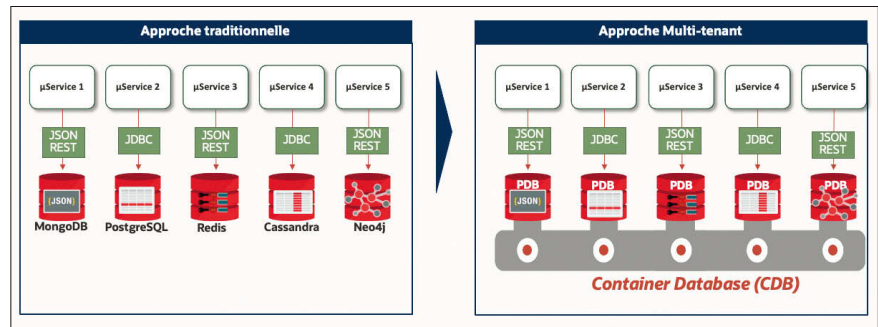 Approche traditionnelle
µService 1
µService 2
µService 3
µService 4
µService 5
JSON
REST
JDBC
JSON
REST
JDBC
JSON
REST
{JSON}
MongoDB
PostgreSQL
Redis
Cassandra
Neo4j
Approche Multi-tenant
µService 1
µService 2
µService 3
µService 4
µService 5
JSON
REST
JDBC
JSON
REST
JDBC
JSON
REST
PDB
PDB
PDB
PDB
PDB
{JSON}
Container Database (CDB)